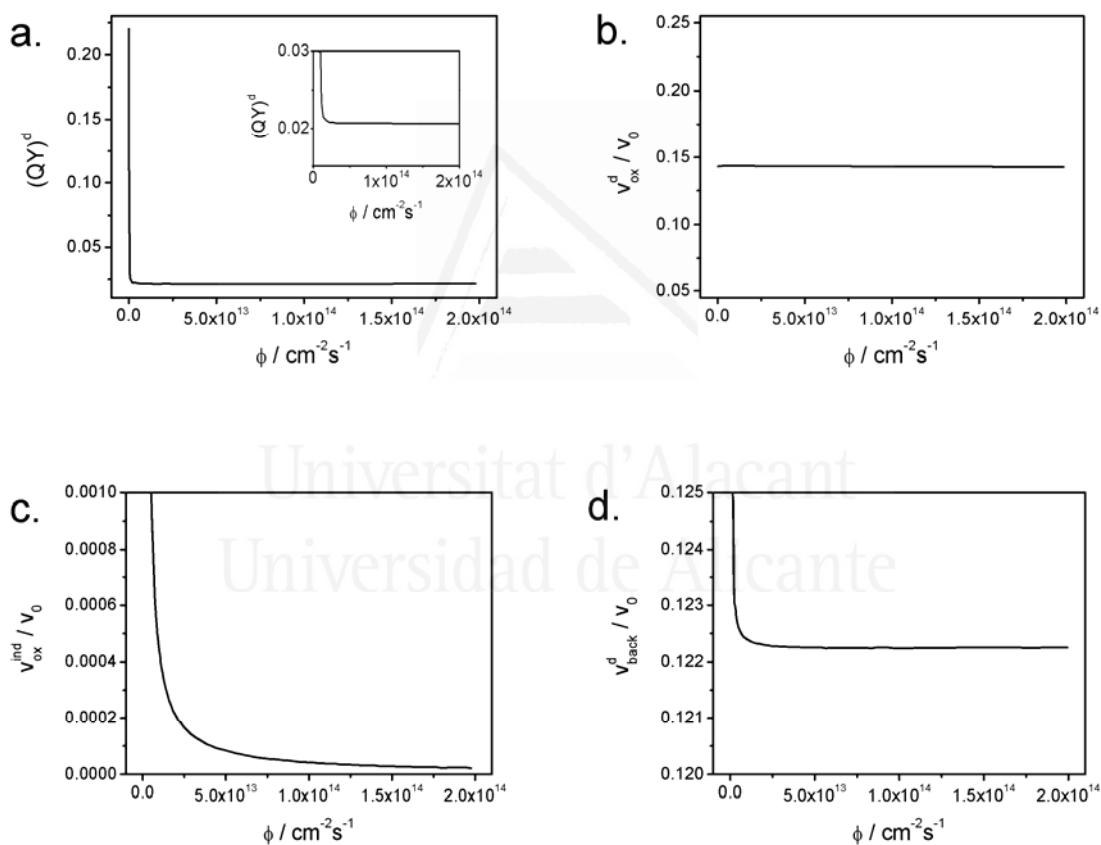 a.
0.20
0.15
0.10
0.05
(QY)^d
0.0 5.0x10^13 1.0x10^14 1.5x10^14 2.0x10^14
ϕ / cm^-2s^-1
0.03
0.02
(QY)^d
0 1x10^14 2x10^14
ϕ / cm^-2s^-1
b.
0.25
0.20
0.15
0.10
0.05
v_ox^d / v_0
0.0 5.0x10^13 1.0x10^14 1.5x10^14 2.0x10^14
ϕ / cm^-2s^-1
Universitat d'Alacant
Universidad de Alicante
c.
0.0010
0.0008
0.0006
0.0004
0.0002
0.0000
v_ox^ind / v_0
0.0 5.0x10^13 1.0x10^14 1.5x10^14 2.0x10^14
ϕ / cm^-2s^-1
d.
0.125
0.124
0.123
0.122
0.121
0.120
v_back^d / v_0
0.0 5.0x10^13 1.0x10^14 1.5x10^14 2.0x10^14
ϕ / cm^-2s^-1